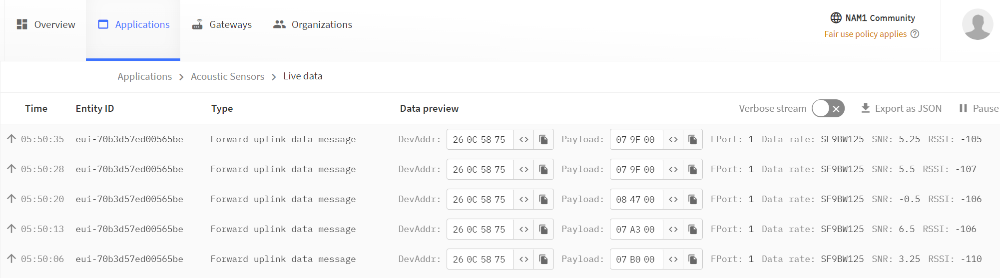 Overview Applications Gateways Organizations NAM1 Community
Fair use policy applies
Applications > Acoustic Sensors > Live data
Time Entity ID Type Data preview Verbose stream Export as JSON Pause
05:50:35 eui-70b3d57ed00565be Forward uplink data message DevAddr: 26 0C 58 75 <> Payload: 07 9F 00 <> FPort: 1 Data rate: SF9BW125 SNR: 5.25 RSSI: -105
05:50:28 eui-70b3d57ed00565be Forward uplink data message DevAddr: 26 0C 58 75 <> Payload: 07 9F 00 <> FPort: 1 Data rate: SF9BW125 SNR: 5.5 RSSI: -107
05:50:20 eui-70b3d57ed00565be Forward uplink data message DevAddr: 26 0C 58 75 <> Payload: 08 47 00 <> FPort: 1 Data rate: SF9BW125 SNR: -0.5 RSSI: -106
05:50:13 eui-70b3d57ed00565be Forward uplink data message DevAddr: 26 0C 58 75 <> Payload: 07 A3 00 <> FPort: 1 Data rate: SF9BW125 SNR: 6.5 RSSI: -106
05:50:06 eui-70b3d57ed00565be Forward uplink data message DevAddr: 26 0C 58 75 <> Payload: 07 B0 00 <> FPort: 1 Data rate: SF9BW125 SNR: 3.25 RSSI: -110